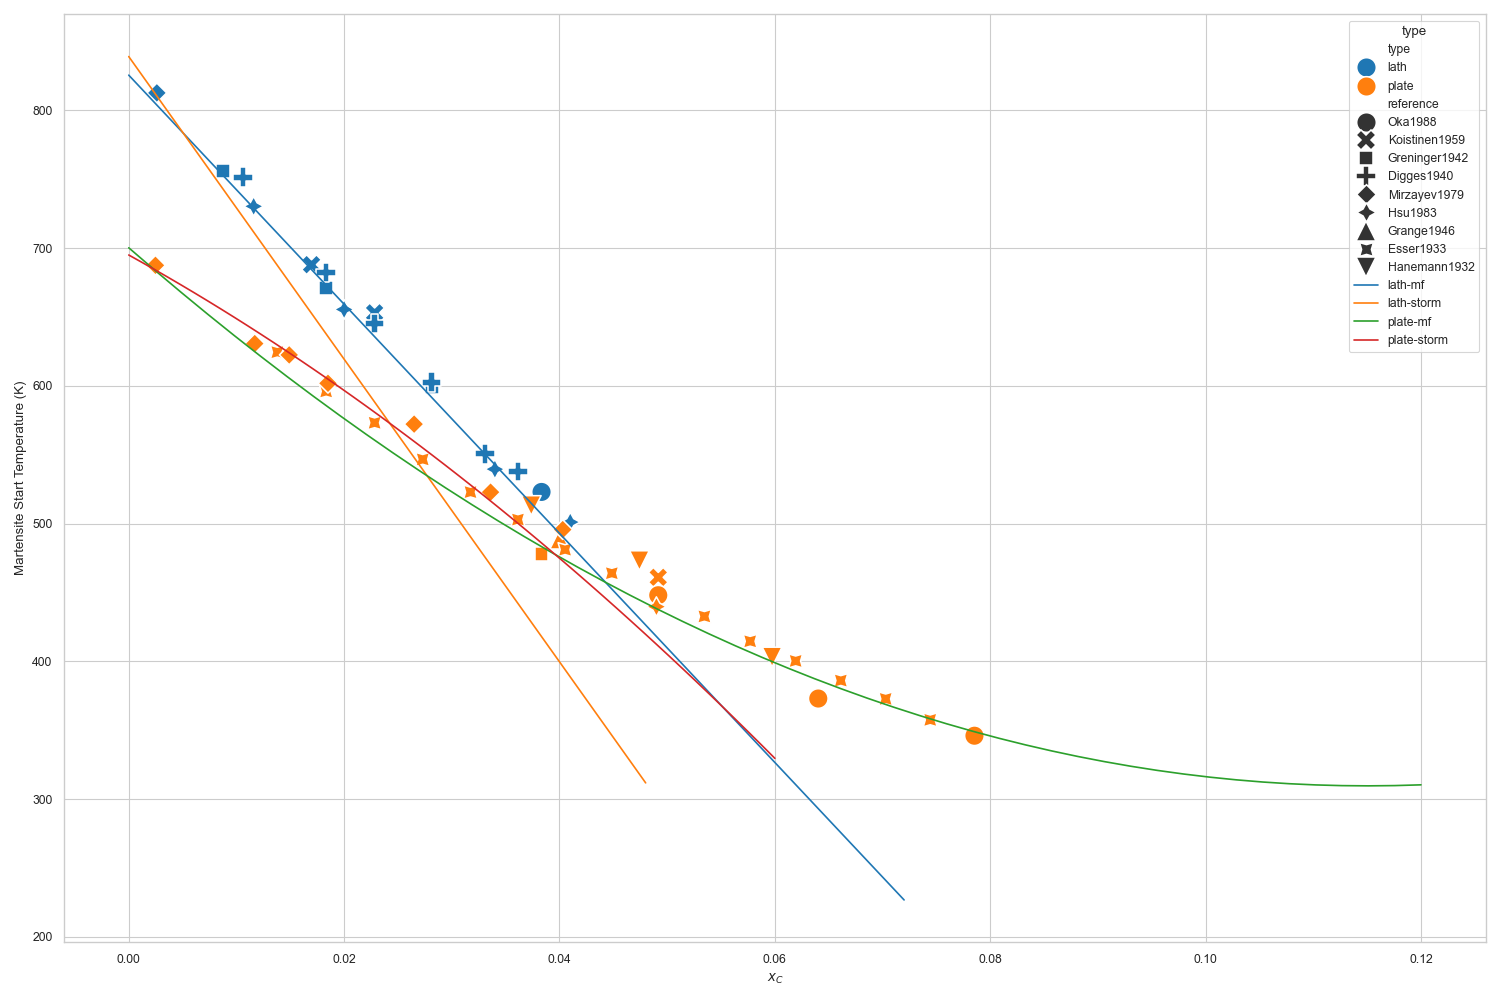 type
type
lath
plate
reference
Oka1988
Koistinen1959
Greninger1942
Digges1940
Mirzayev1979
Hsu1983
Grange1946
Esser1933
Hanemann1932
lath-mf
lath-storm
plate-mf
plate-storm
800
700
600
500
400
300
200
Martensite Start Temperature (K)
0.00 0.02 0.04 0.06 0.08 0.10 0.12
x_C